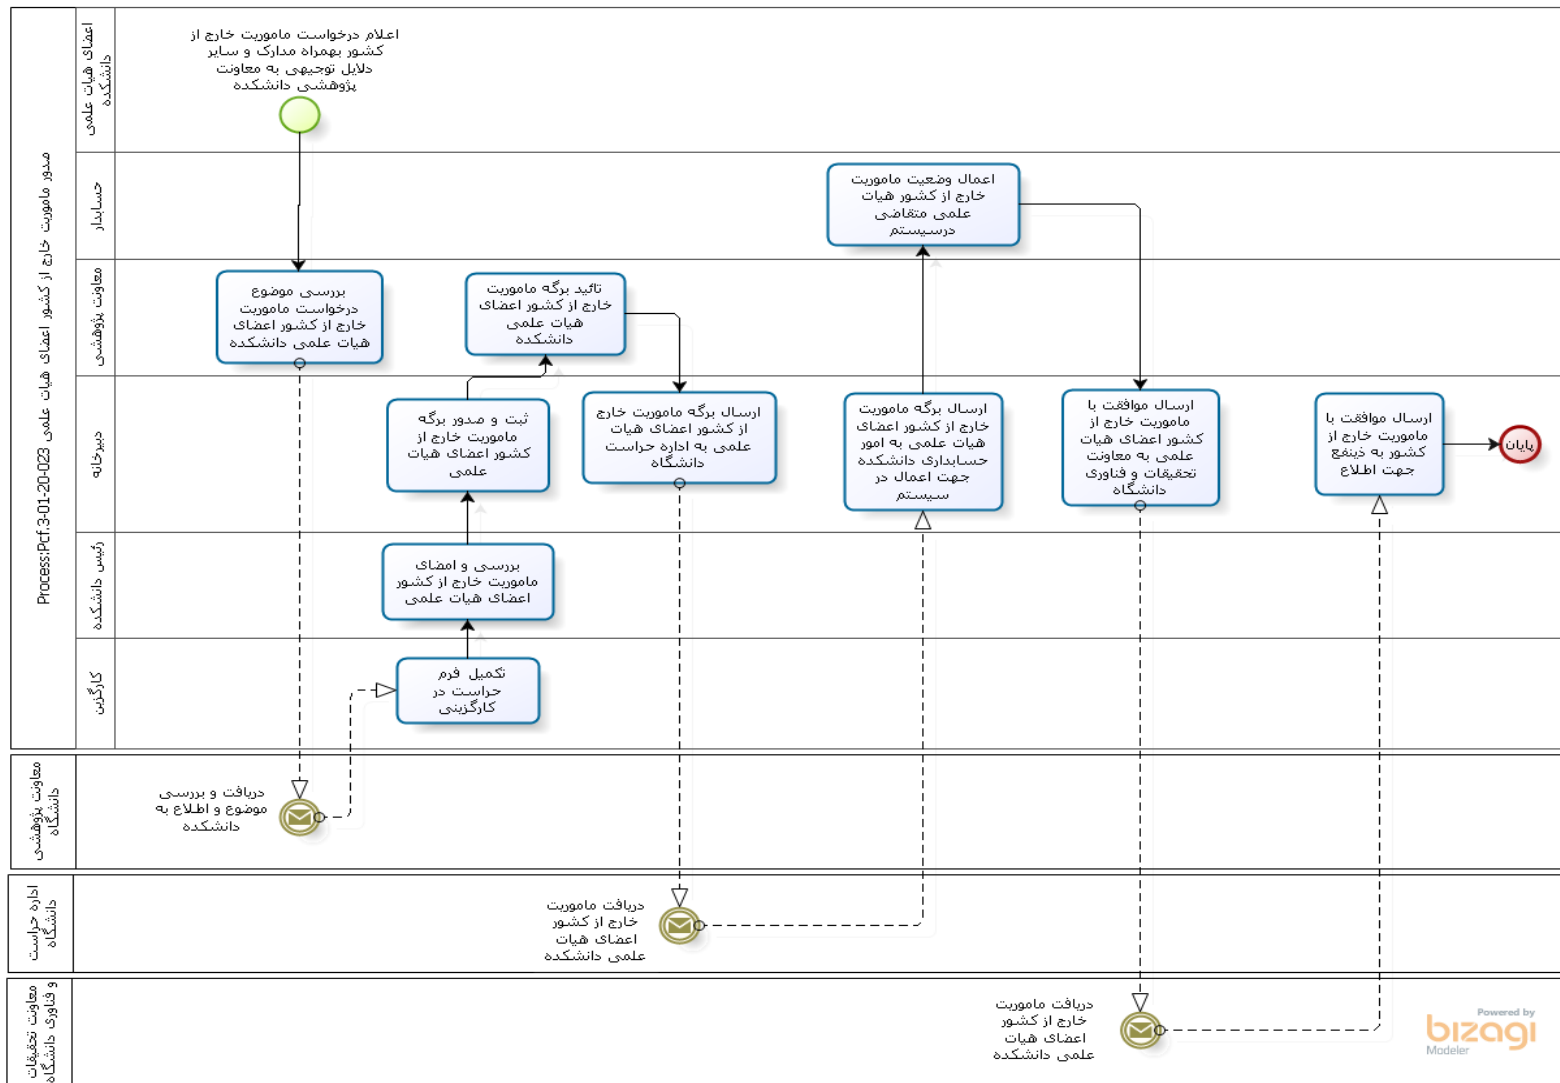 Process:Pcf.3-01-20-023 صدور ماموریت خارج از کشور اعضای هیات علمی
اعضای هیات علمی
دانشکده
اعلام درخواست ماموریت خارج از
کشور بهمراه مدارک و سایر
دلایل توجیهی به معاونت
پژوهشی دانشکده
حسابدار
اعمال وضعیت ماموریت
خارج از کشور هیات
علمی متقاضی
درسیستم
معاونت پژوهشی
بررسی موضوع
درخواست ماموریت
خارج از کشور اعضای
هیات علمی دانشکده
تائید برگه ماموریت
خارج از کشور اعضای
هیات علمی
دانشکده
دبیرخانه
ثبت و صدور برگه
ماموریت خارج از
کشور اعضای هیات
علمی
ارسال برگه ماموریت خارج
از کشور اعضای هیات
علمی به اداره حراست
دانشگاه
ارسال برگه ماموریت
خارج از کشور اعضای
هیات علمی به امور
حسابداری دانشکده
جهت اعمال در
سیستم
ارسال موافقت با
ماموریت خارج از
کشور اعضای هیات
علمی به معاونت
تحقیقات و فناوری
دانشگاه
ارسال موافقت با
ماموریت خارج از
کشور به ذینفع
جهت اطلاع
پایان
رئیس دانشکده
بررسی و امضای
ماموریت خارج از کشور
اعضای هیات علمی
کارگزین
تکمیل فرم
حراست در
کارگزینی
معاونت پژوهشی
دانشگاه
دریافت و بررسی
موضوع و اطلاع به
دانشکده
اداره حراست
دانشگاه
دریافت ماموریت
خارج از کشور
اعضای هیات
علمی دانشکده
معاونت تحقیقات
و فناوری دانشگاه
دریافت ماموریت
خارج از کشور
اعضای هیات
علمی دانشکده
Powered by
bizagi
Modeler